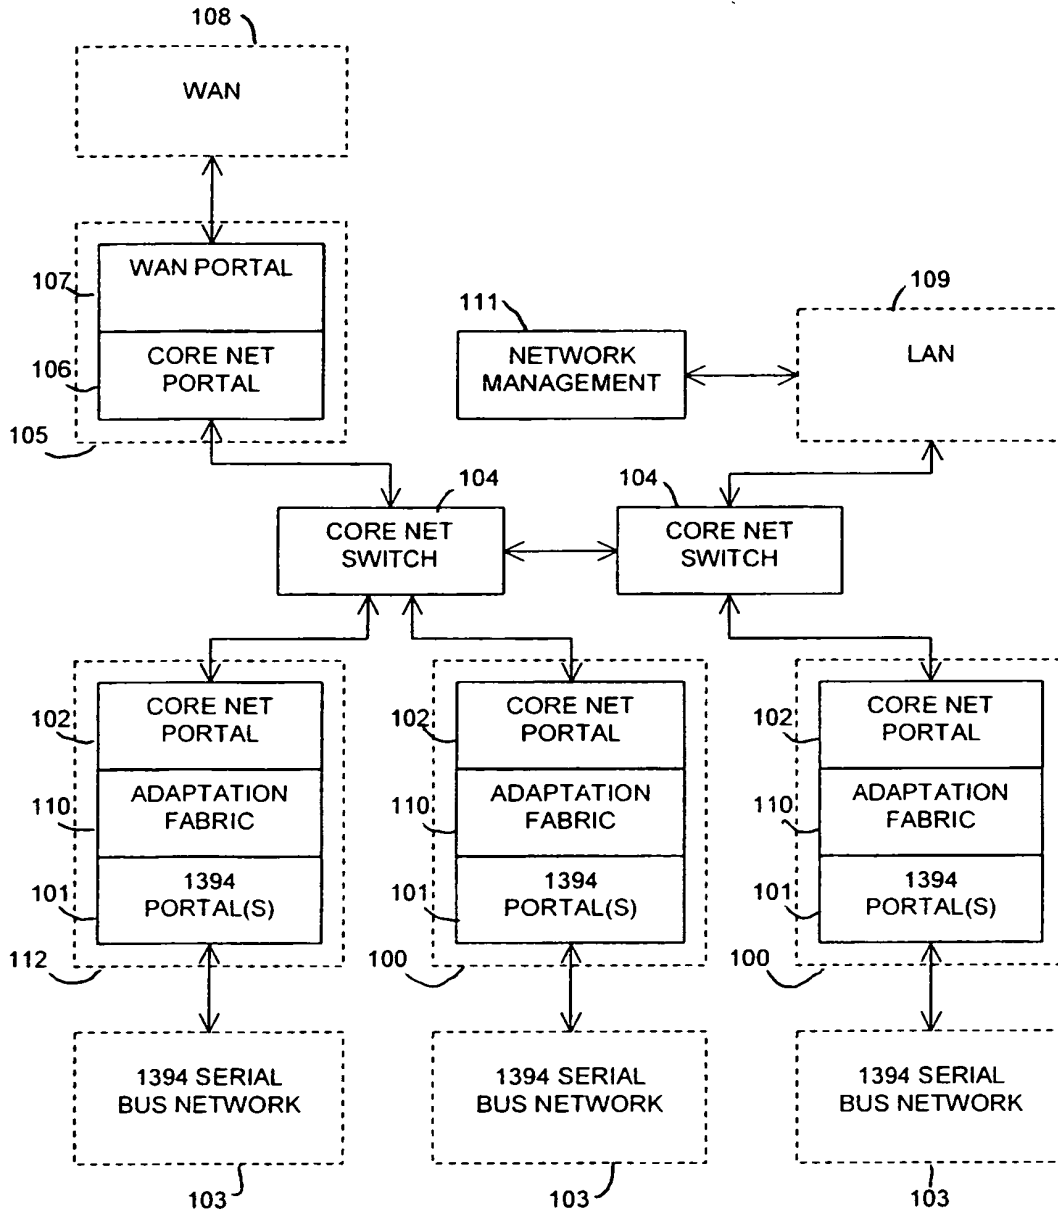 108
WAN
107
WAN PORTAL
106
CORE NET
PORTAL
105
111
NETWORK
MANAGEMENT
109
LAN
104
CORE NET
SWITCH
104
CORE NET
SWITCH
102
CORE NET
PORTAL
110
ADAPTATION
FABRIC
101
1394
PORTAL(S)
112
102
CORE NET
PORTAL
110
ADAPTATION
FABRIC
101
1394
PORTAL(S)
100
102
CORE NET
PORTAL
110
ADAPTATION
FABRIC
101
1394
PORTAL(S)
100
1394 SERIAL
BUS NETWORK
103
1394 SERIAL
BUS NETWORK
103
1394 SERIAL
BUS NETWORK
103